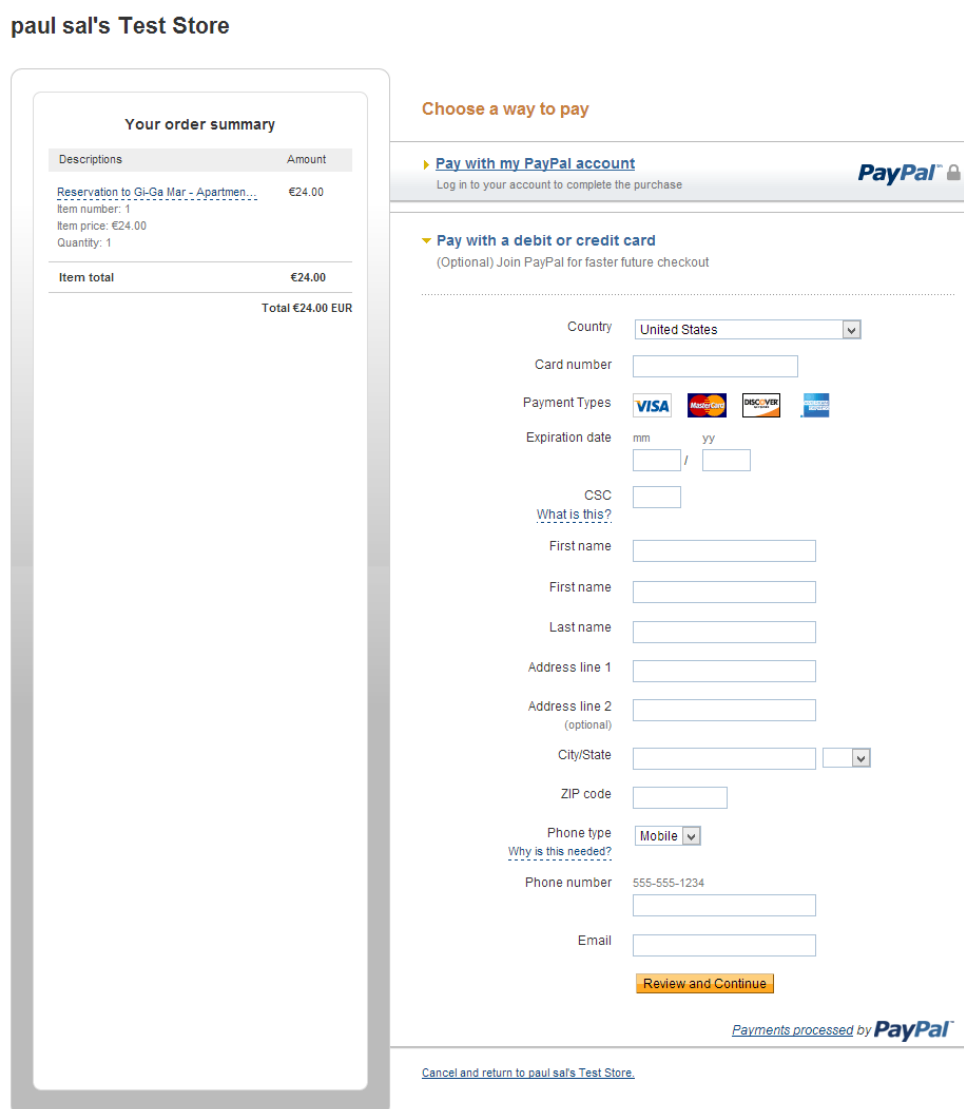 paul sal's Test Store
Your order summary
Descriptions Amount
Reservation to Gi-Ga Mar - Apartmen... €24.00
Item number: 1
Item price: €24.00
Quantity: 1
Item total €24.00
Total €24.00 EUR
Choose a way to pay
Pay with my PayPal account
Log in to your account to complete the purchase
PayPal™
Pay with a debit or credit card
(Optional) Join PayPal for faster future checkout
Country United States
Card number
Payment Types VISA MasterCard DISCOVER
Expiration date mm yy
/
CSC
What is this?
First name
First name
Last name
Address line 1
Address line 2
(optional)
City/State
ZIP code
Phone type Mobile
Why is this needed?
Phone number 555-555-1234
Email
Review and Continue
Payments processed by PayPal™
Cancel and return to paul sal's Test Store.